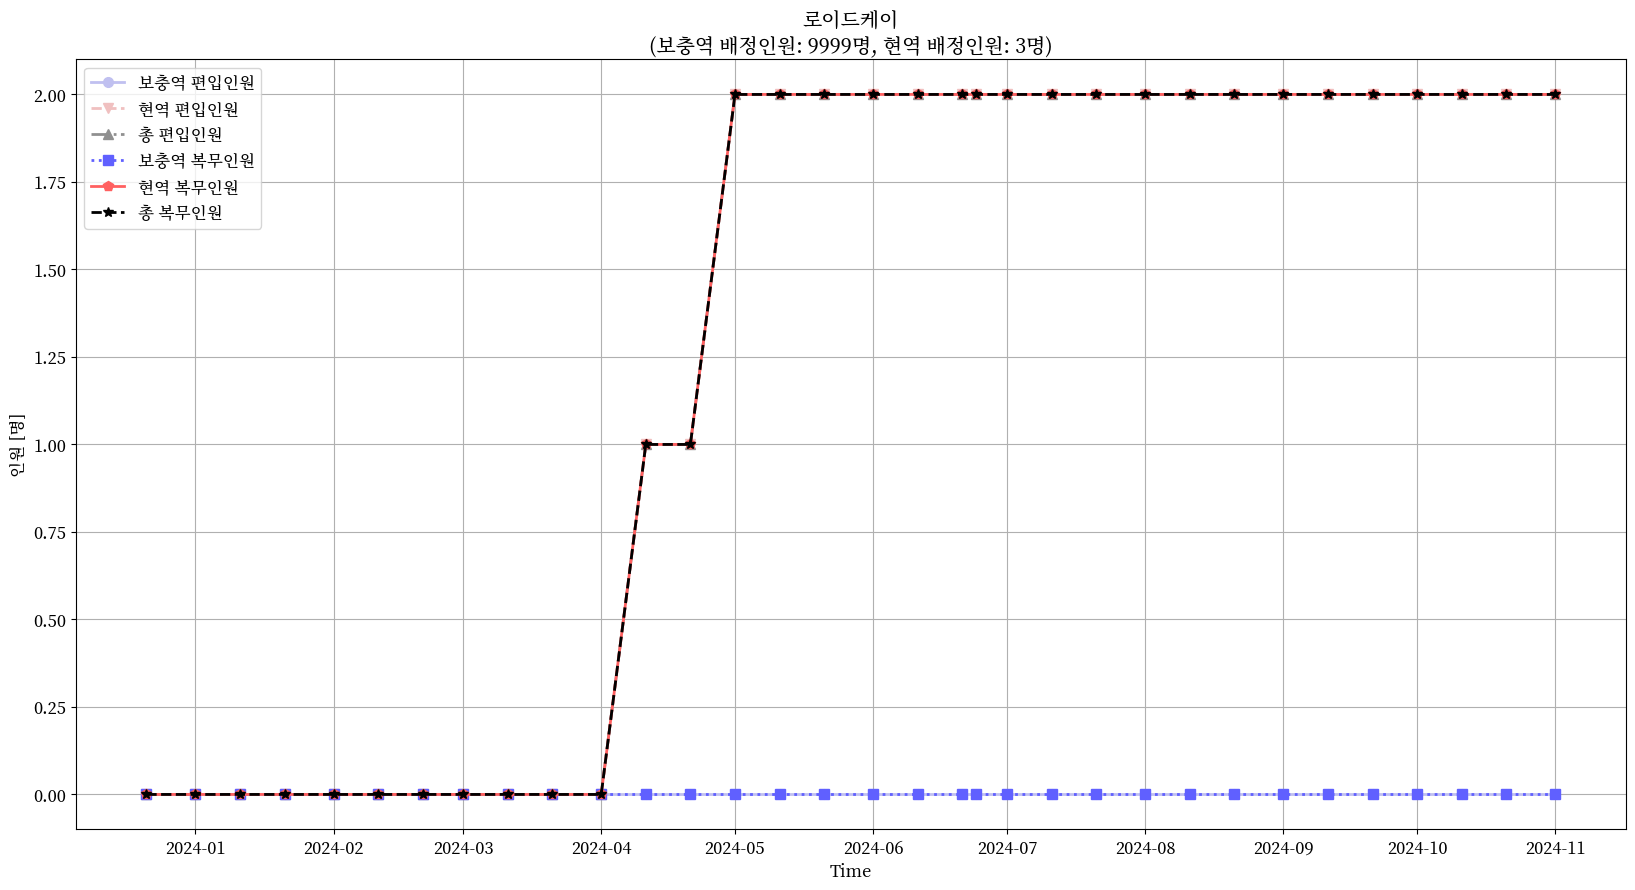 로이드케이
(보충역 배정인원: 9999명, 현역 배정인원: 3명)
보충역 편입인원
현역 편입인원
총 편입인원
보충역 복무인원
현역 복무인원
총 복무인원
2.00
1.75
1.50
1.25
1.00
0.75
0.50
0.25
0.00
인원 [명]
2024-01 2024-02 2024-03 2024-04 2024-05 2024-06 2024-07 2024-08 2024-09 2024-10 2024-11
Time